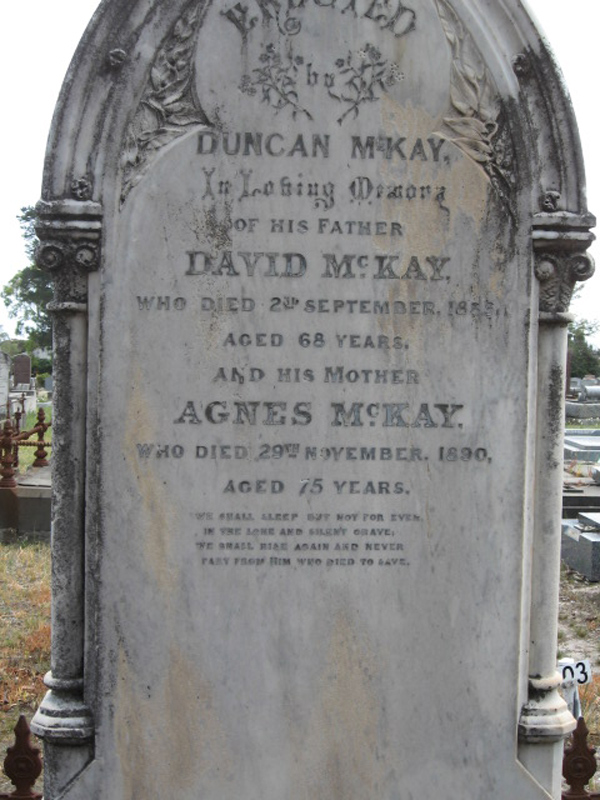 ERECTED
by
DUNCAN McKAY,
In Loving Memory
OF HIS FATHER
DAVID McKAY,
WHO DIED 2ND SEPTEMBER.
AGED 68 YEARS.
AND HIS MOTHER
AGNES McKAY.
WHO DIED 29TH NOVEMBER. 1890,
AGED 75 YEARS.
WE SHALL SLEEP BUT NOT FOR EVER,
IN THE LONE AND SILENT GRAVE;
WE SHALL RISE AGAIN AND NEVER
PART FROM HIM WHO DIED TO SAVE.
03